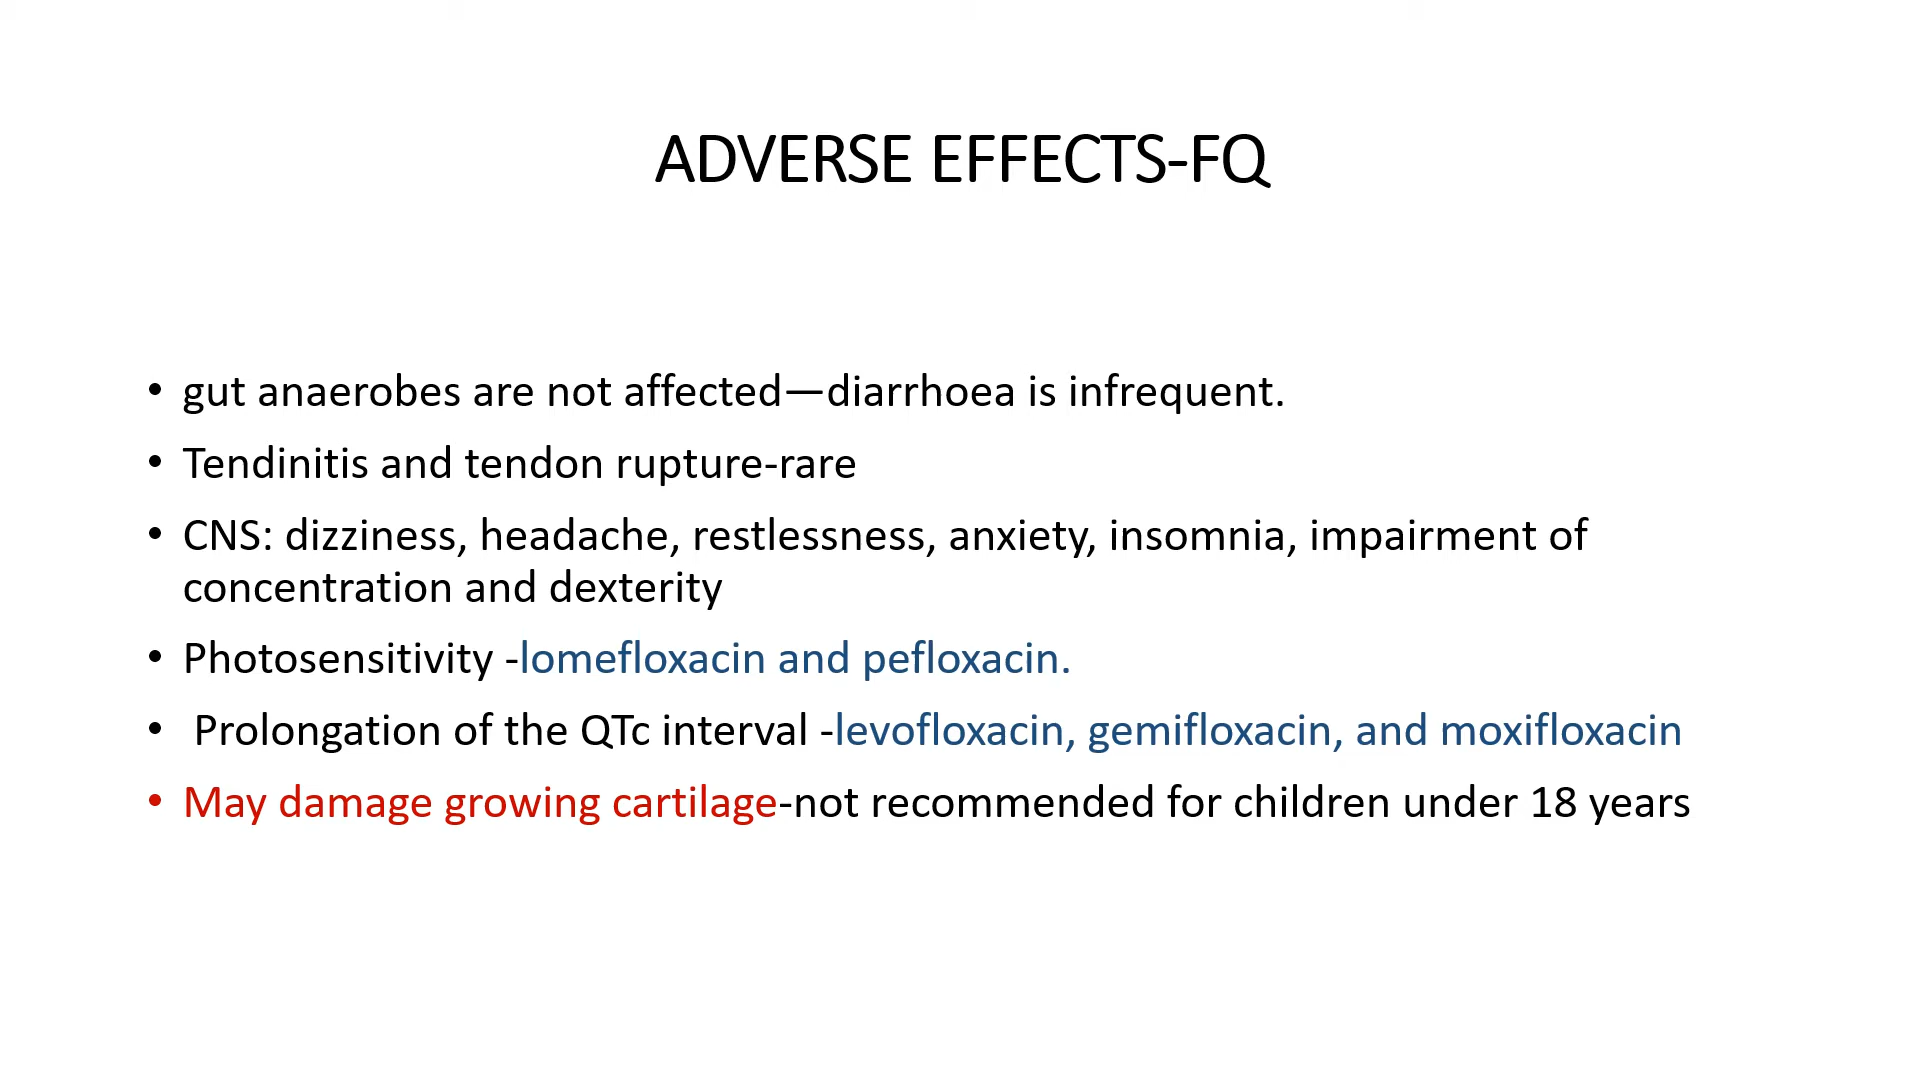 ADVERSE EFFECTS-FQ
• gut anaerobes are not affected—diarrhoea is infrequent.
• Tendinitis and tendon rupture-rare
• CNS: dizziness, headache, restlessness, anxiety, insomnia, impairment of
concentration and dexterity
• Photosensitivity -lomefloxacin and pefloxacin.
• Prolongation of the QTc interval -levofloxacin, gemifloxacin, and moxifloxacin
• May damage growing cartilage-not recommended for children under 18 years